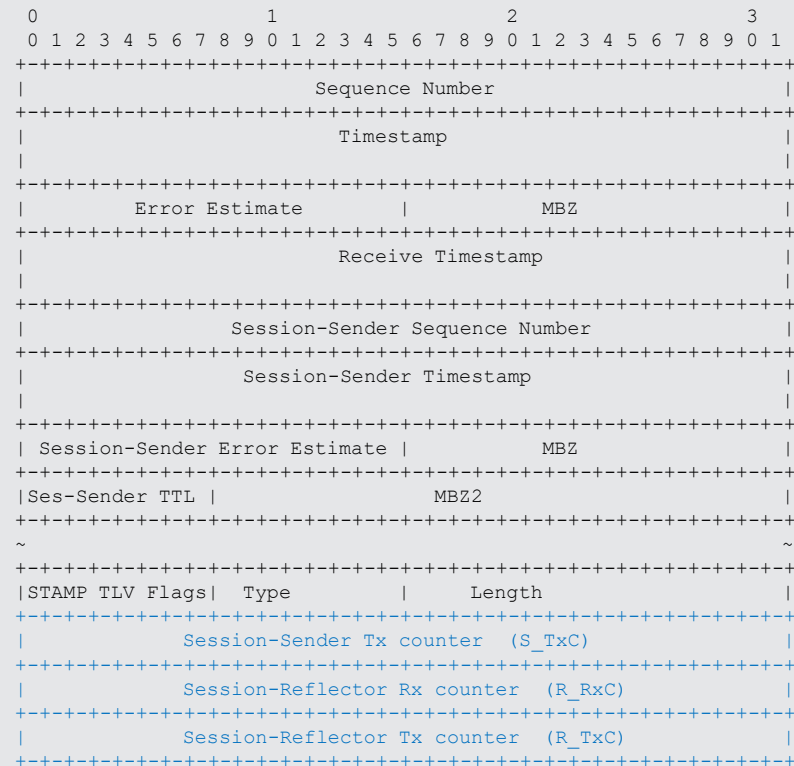 0                   1                   2                   3
 0 1 2 3 4 5 6 7 8 9 0 1 2 3 4 5 6 7 8 9 0 1 2 3 4 5 6 7 8 9 0 1
+-+-+-+-+-+-+-+-+-+-+-+-+-+-+-+-+-+-+-+-+-+-+-+-+-+-+-+-+-+-+-+-+
|                        Sequence Number                        |
+-+-+-+-+-+-+-+-+-+-+-+-+-+-+-+-+-+-+-+-+-+-+-+-+-+-+-+-+-+-+-+-+
|                          Timestamp                            |
|                                                               |
+-+-+-+-+-+-+-+-+-+-+-+-+-+-+-+-+-+-+-+-+-+-+-+-+-+-+-+-+-+-+-+-+
|         Error Estimate        |           MBZ                 |
+-+-+-+-+-+-+-+-+-+-+-+-+-+-+-+-+-+-+-+-+-+-+-+-+-+-+-+-+-+-+-+-+
|                          Receive Timestamp                    |
|                                                               |
+-+-+-+-+-+-+-+-+-+-+-+-+-+-+-+-+-+-+-+-+-+-+-+-+-+-+-+-+-+-+-+-+
|                 Session-Sender Sequence Number                |
+-+-+-+-+-+-+-+-+-+-+-+-+-+-+-+-+-+-+-+-+-+-+-+-+-+-+-+-+-+-+-+-+
|                  Session-Sender Timestamp                     |
|                                                               |
+-+-+-+-+-+-+-+-+-+-+-+-+-+-+-+-+-+-+-+-+-+-+-+-+-+-+-+-+-+-+-+-+
| Session-Sender Error Estimate |           MBZ                 |
+-+-+-+-+-+-+-+-+-+-+-+-+-+-+-+-+-+-+-+-+-+-+-+-+-+-+-+-+-+-+-+-+
|Ses-Sender TTL |                  MBZ2                         |
+-+-+-+-+-+-+-+-+-+-+-+-+-+-+-+-+-+-+-+-+-+-+-+-+-+-+-+-+-+-+-+-+
~                                                               ~
+-+-+-+-+-+-+-+-+-+-+-+-+-+-+-+-+-+-+-+-+-+-+-+-+-+-+-+-+-+-+-+-+
|STAMP TLV Flags|  Type         |     Length                    |
+-+-+-+-+-+-+-+-+-+-+-+-+-+-+-+-+-+-+-+-+-+-+-+-+-+-+-+-+-+-+-+-+
|             Session-Sender Tx counter  (S_TxC)                |
+-+-+-+-+-+-+-+-+-+-+-+-+-+-+-+-+-+-+-+-+-+-+-+-+-+-+-+-+-+-+-+-+
|             Session-Reflector Rx counter  (R_RxC)             |
+-+-+-+-+-+-+-+-+-+-+-+-+-+-+-+-+-+-+-+-+-+-+-+-+-+-+-+-+-+-+-+-+
|             Session-Reflector Tx counter  (R_TxC)             |
+-+-+-+-+-+-+-+-+-+-+-+-+-+-+-+-+-+-+-+-+-+-+-+-+-+-+-+-+-+-+-+-+